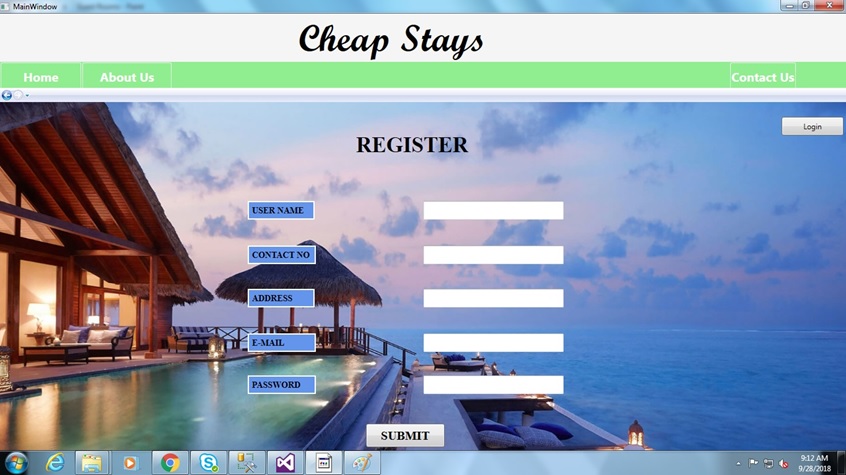 MainWindow
Cheap Stays
Home About Us Contact Us
Login
REGISTER
USER NAME
CONTACT NO
ADDRESS
E-MAIL
PASSWORD
SUBMIT
9:12 AM
9/28/2018